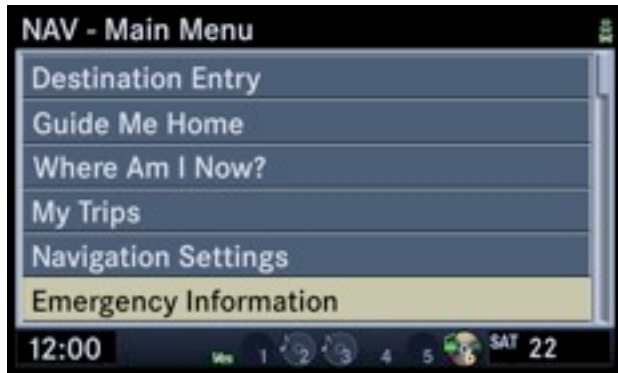 NAV - Main Menu
Destination Entry
Guide Me Home
Where Am I Now?
My Trips
Navigation Settings
Emergency Information
12:00 Ves 1 2 3 4 5 6 SAT 22